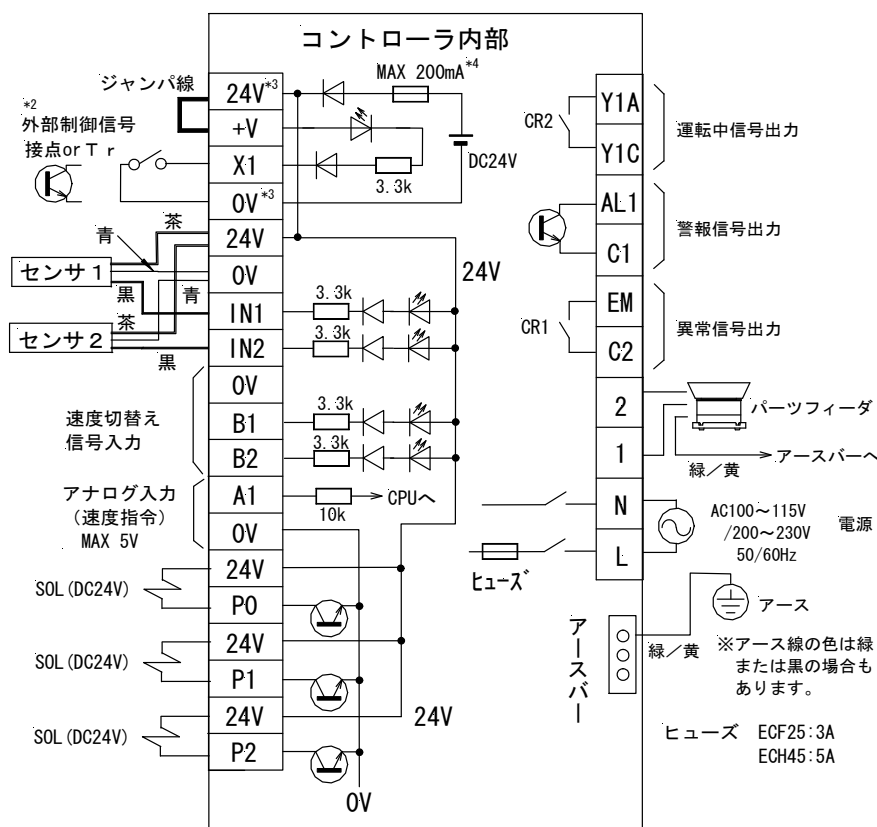 コントローラ内部
ジャンパ線
*2
外部制御信号
接点orTr
24V*3
+V
X1
0V*3
24V
0V
IN1
IN2
0V
B1
B2
A1
0V
24V
P0
24V
P1
24V
P2
MAX 200mA*4
DC24V
3.3k
茶
青
センサ1
黒
青
茶
センサ2
黒
24V
3.3k
3.3k
速度切替え
信号入力
3.3k
3.3k
アナログ入力
(速度指令)
MAX 5V
10k
CPUへ
SOL(DC24V)
SOL(DC24V)
SOL(DC24V)
24V
0V
CR2
Y1A
Y1C
運転中信号出力
AL1
C1
警報信号出力
CR1
EM
C2
異常信号出力
2
1
パーツフィーダ
緑/黄
アースバーへ
N
L
ヒューズ
AC100~115V
/200~230V
50/60Hz
電源
アース
アースバー
緑/黄
※アース線の色は緑
または黒の場合も
あります。
ヒューズ ECF25:3A
ECH45:5A